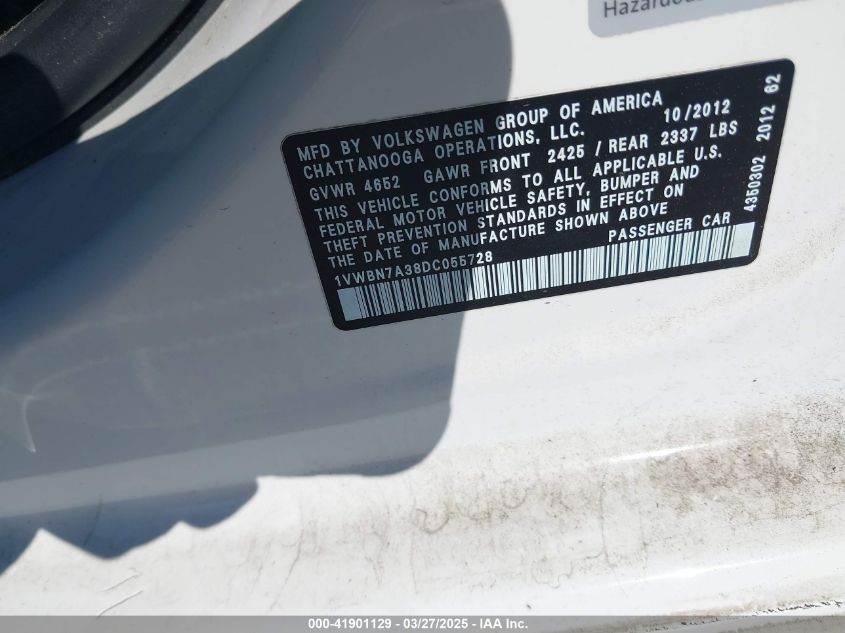 Hazardous
MFD BY VOLKSWAGEN GROUP OF AMERICA 10/2012
CHATTANOOGA OPERATIONS, LLC.
GVWR 4652 GAWR FRONT 2425 / REAR 2337 LBS
THIS VEHICLE CONFORMS TO ALL APPLICABLE U.S.
FEDERAL MOTOR VEHICLE SAFETY, BUMPER AND
THEFT PREVENTION STANDARDS IN EFFECT ON
THE DATE OF MANUFACTURE SHOWN ABOVE
1VWBN7A38DC055728 PASSENGER CAR
4350302 2012 62
000-41901129 - 03/27/2025 - IAA Inc.